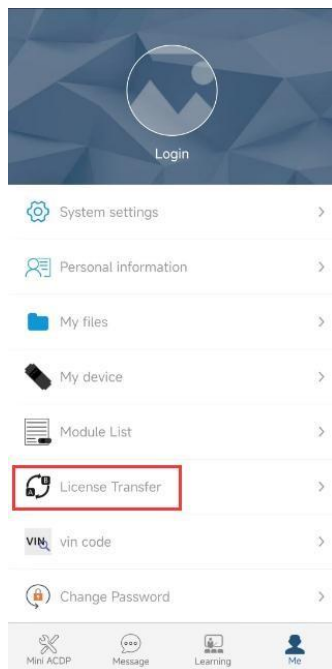 Login
System settings
Personal information
My files
My device
Module List
A B
License Transfer
VIN
vin code
Change Password
Mini ACDP
Message
Learning
Me